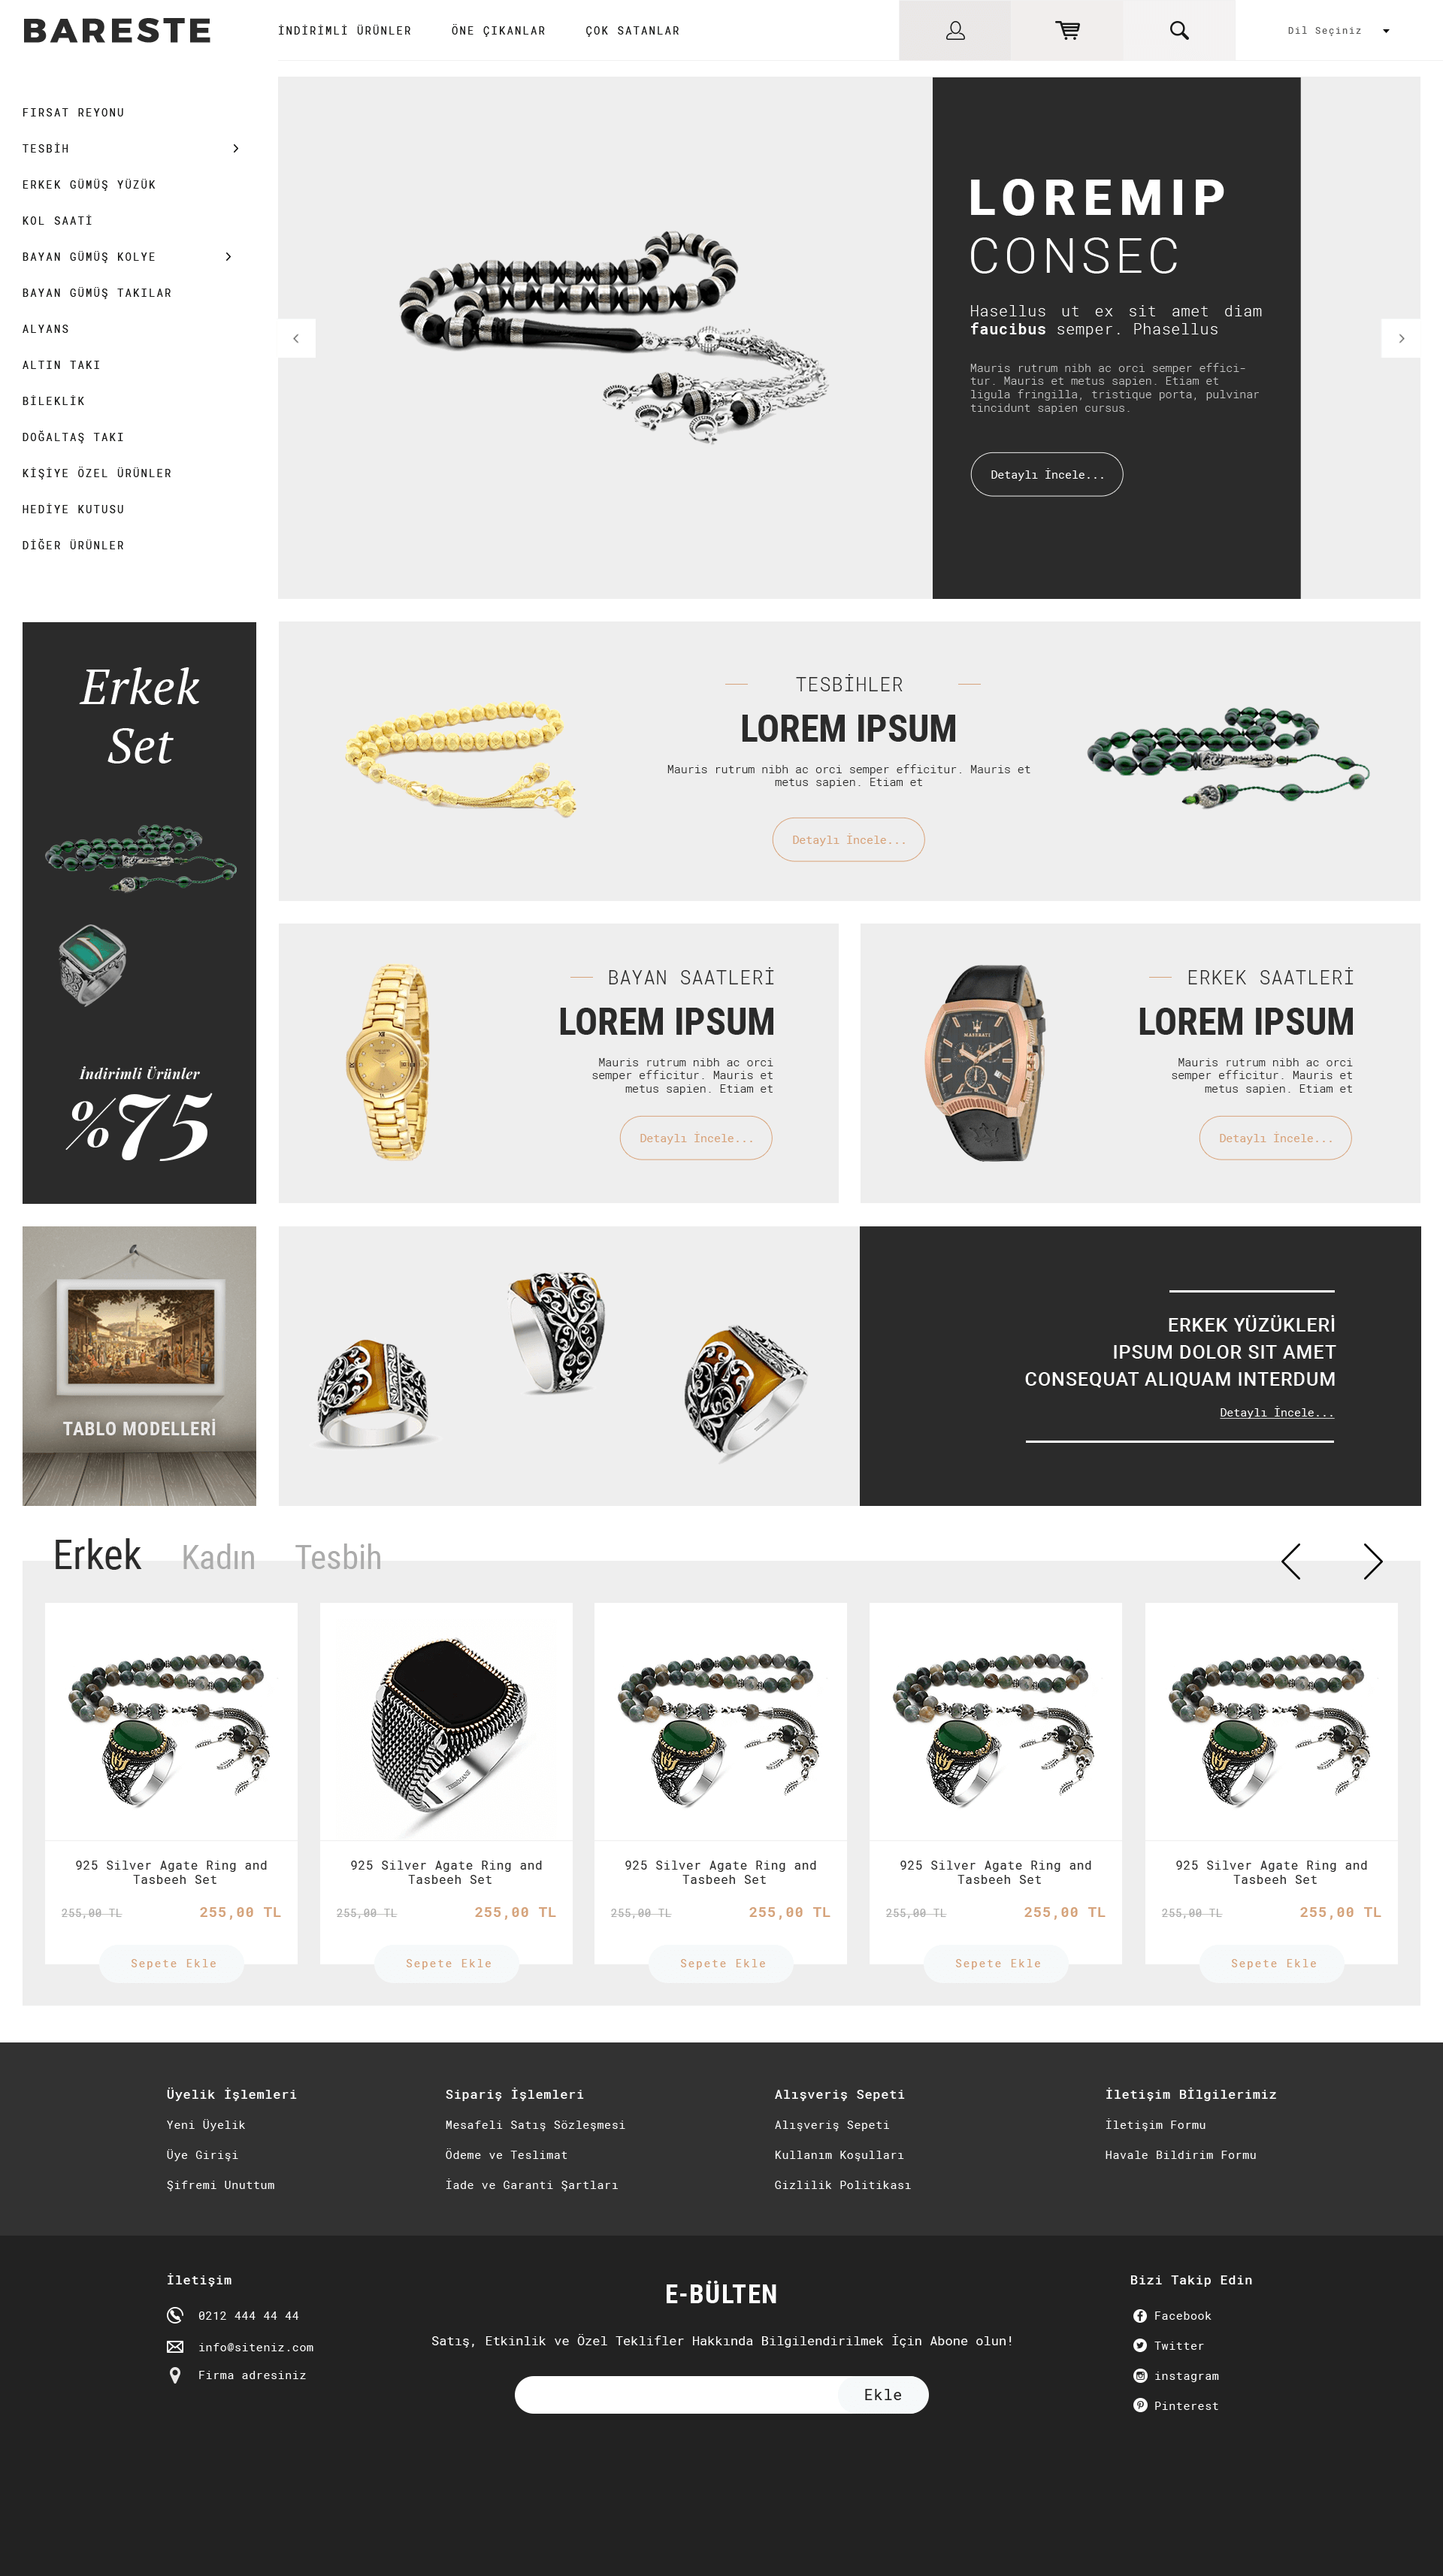 BARESTE
İNDİRİMLİ ÜRÜNLER
ÖNE ÇIKANLAR
ÇOK SATANLAR
Dil Seçiniz
FIRSAT REYONU
TESBİH
ERKEK GÜMÜŞ YÜZÜK
KOL SAATİ
BAYAN GÜMÜŞ KOLYE
BAYAN GÜMÜŞ TAKILAR
ALYANS
ALTIN TAKI
BİLEKLİK
DOĞALTAŞ TAKI
KİŞİYE ÖZEL ÜRÜNLER
HEDİYE KUTUSU
DİĞER ÜRÜNLER
LOREMIP
CONSEC
Hasellus ut ex sit amet diam
faucibus semper. Phasellus
Mauris rutrum nibh ac orci semper effici-
tur. Mauris et metus sapien. Etiam et
ligula fringilla, tristique porta, pulvinar
tincidunt sapien cursus.
Detaylı İncele...
Erkek
Set
İndirimli Ürünler
%75
TESBİHLER
LOREM IPSUM
Mauris rutrum nibh ac orci semper efficitur. Mauris et
metus sapien. Etiam et
Detaylı İncele...
BAYAN SAATLERİ
LOREM IPSUM
Mauris rutrum nibh ac orci
semper efficitur. Mauris et
metus sapien. Etiam et
Detaylı İncele...
MASERATI
ERKEK SAATLERİ
LOREM IPSUM
Mauris rutrum nibh ac orci
semper efficitur. Mauris et
metus sapien. Etiam et
Detaylı İncele...
TABLO MODELLERİ
ERKEK YÜZÜKLERİ
IPSUM DOLOR SIT AMET
CONSEQUAT ALIQUAM INTERDUM
Detaylı İncele...
Erkek
Kadın
Tesbih
925 Silver Agate Ring and
Tasbeeh Set
255,00 TL
255,00 TL
Sepete Ekle
925 Silver Agate Ring and
Tasbeeh Set
255,00 TL
255,00 TL
Sepete Ekle
925 Silver Agate Ring and
Tasbeeh Set
255,00 TL
255,00 TL
Sepete Ekle
925 Silver Agate Ring and
Tasbeeh Set
255,00 TL
255,00 TL
Sepete Ekle
925 Silver Agate Ring and
Tasbeeh Set
255,00 TL
255,00 TL
Sepete Ekle
Üyelik İşlemleri
Yeni Üyelik
Üye Girişi
Şifremi Unuttum
Sipariş İşlemleri
Mesafeli Satış Sözleşmesi
Ödeme ve Teslimat
İade ve Garanti Şartları
Alışveriş Sepeti
Alışveriş Sepeti
Kullanım Koşulları
Gizlilik Politikası
İletişim Bİlgilerimiz
İletişim Formu
Havale Bildirim Formu
İletişim
0212 444 44 44
info@siteniz.com
Firma adresiniz
E-BÜLTEN
Satış, Etkinlik ve Özel Teklifler Hakkında Bilgilendirilmek İçin Abone olun!
Ekle
Bizi Takip Edin
Facebook
Twitter
instagram
Pinterest